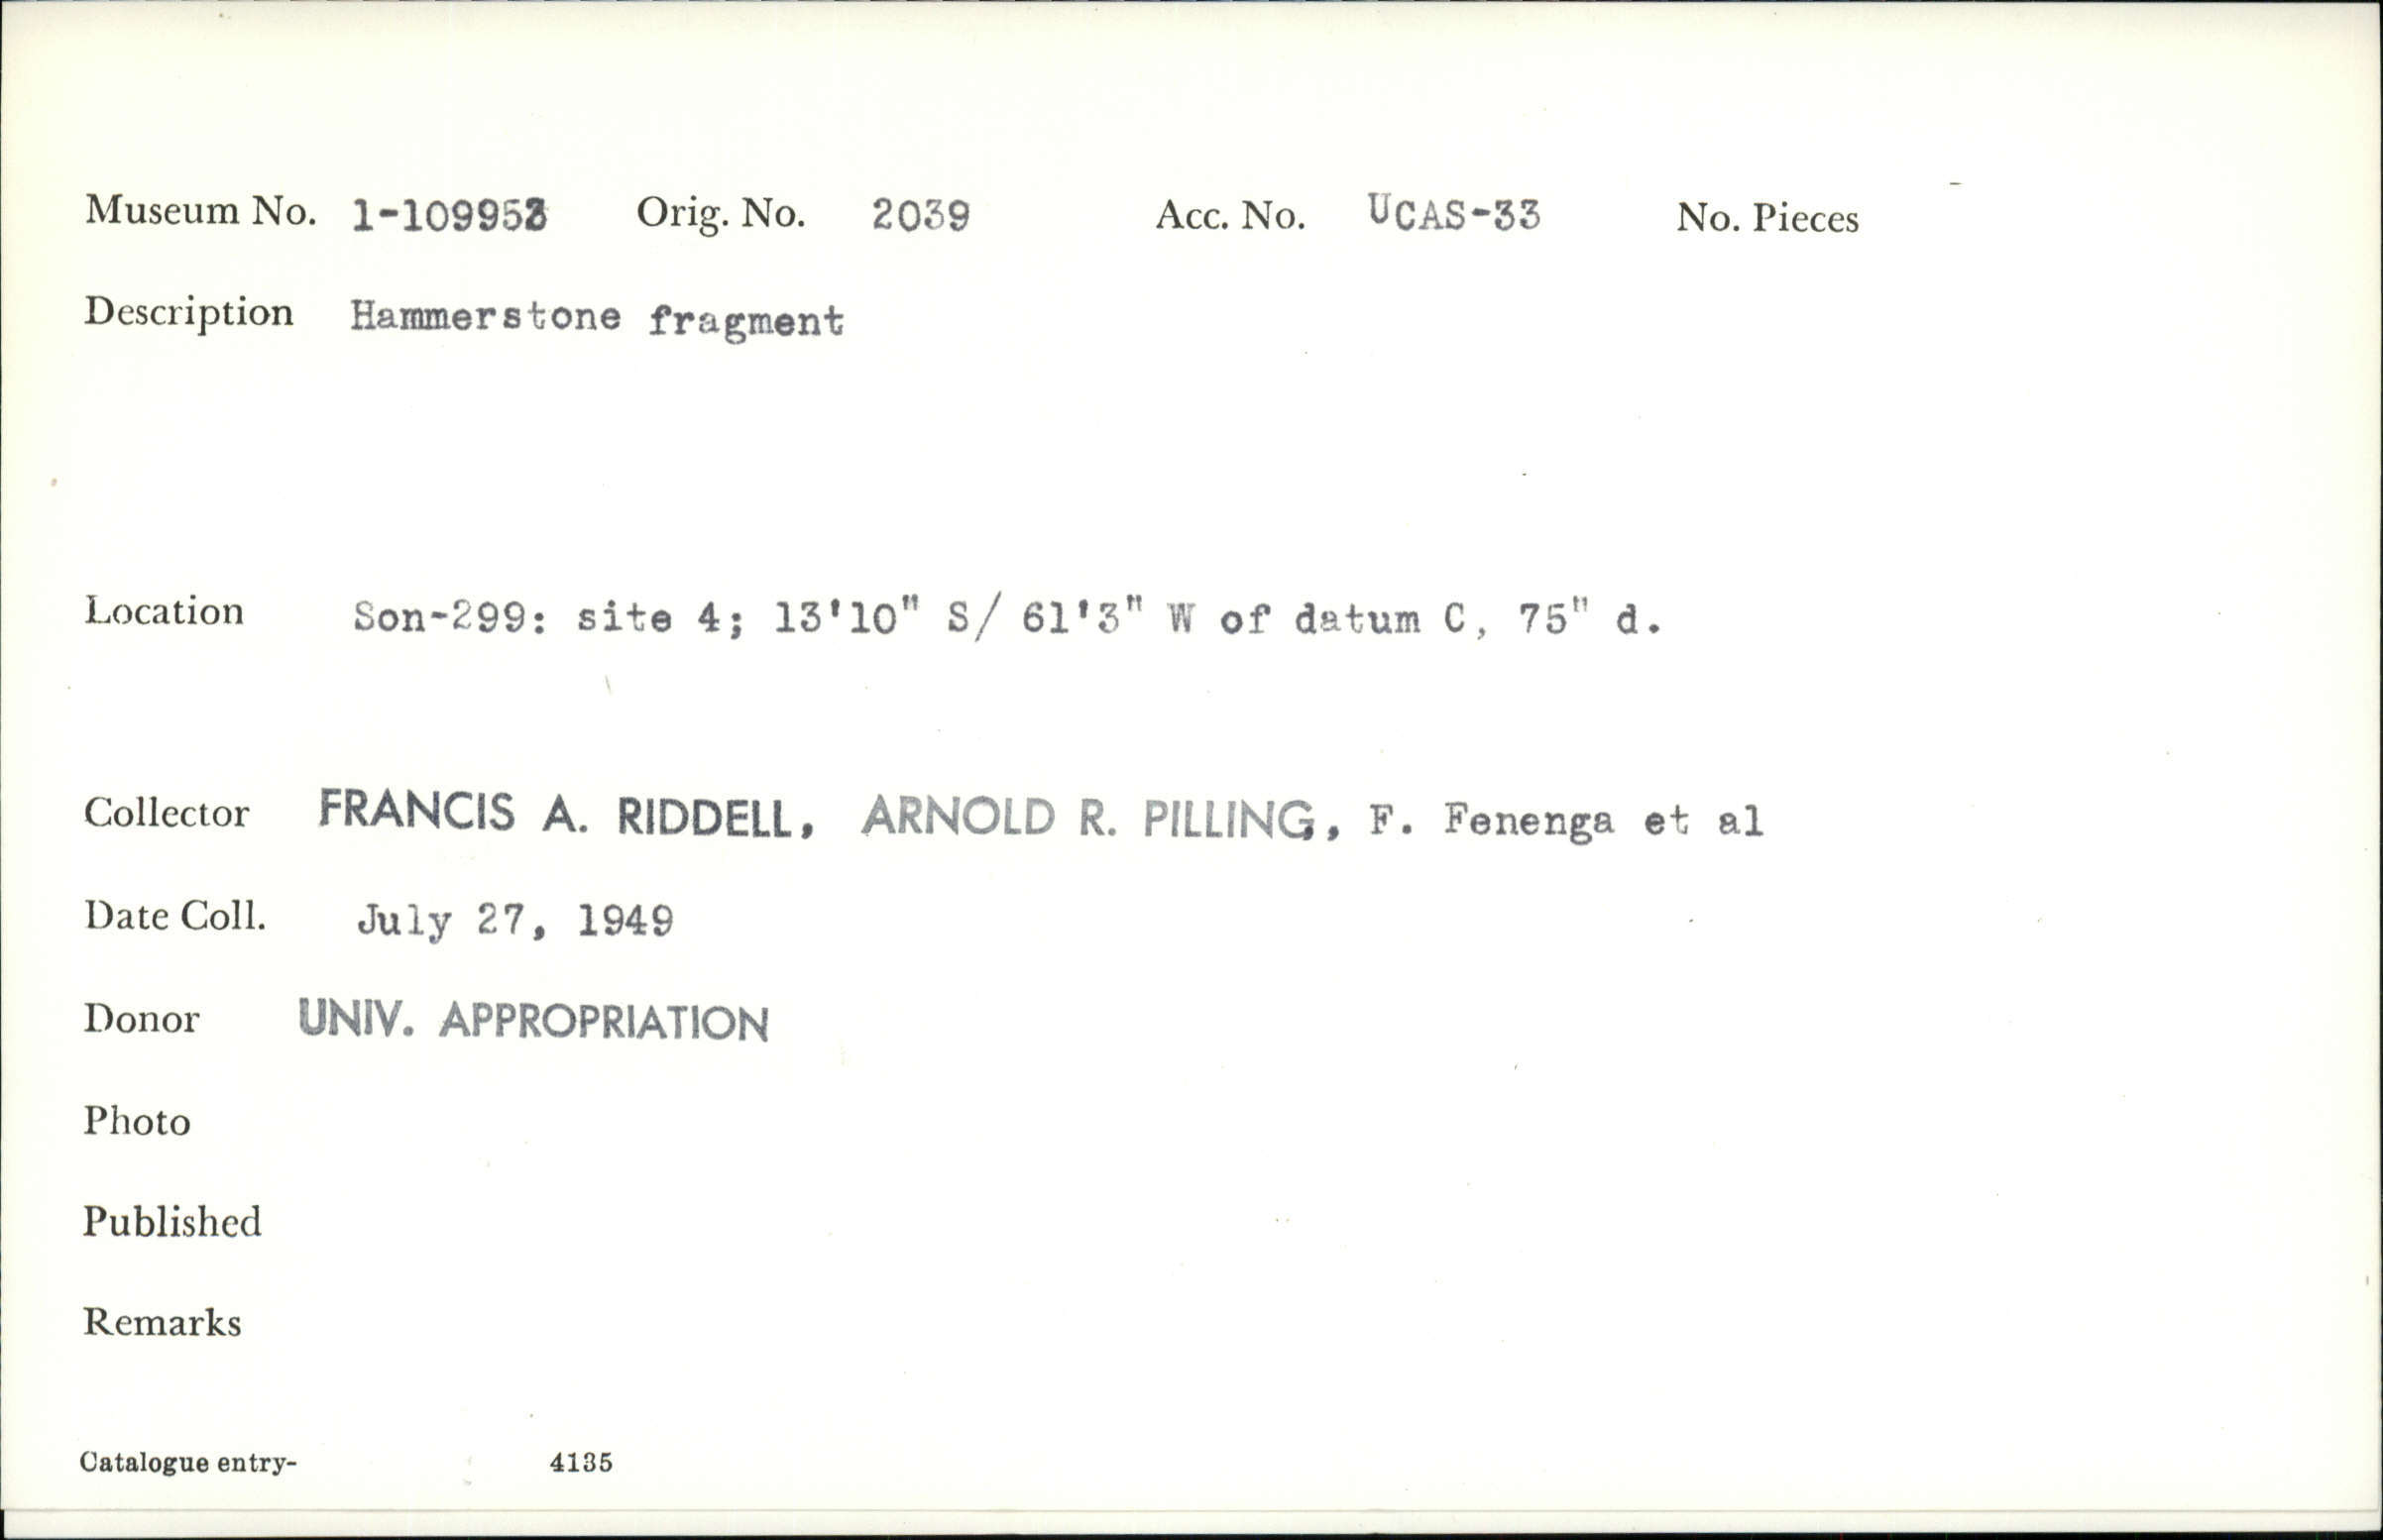 Museum No. 1-109953 Orig. No. 2039 Acc. No. UCAS-33 No. Pieces
Description Hammerstone fragment
Location Son-299: site 4; 13'10" S/ 61'3" W of datum C, 75" d.
Collector FRANCIS A. RIDDELL, ARNOLD R. PILLING, F. Fenenga et al
Date Coll. July 27, 1949
Donor UNIV. APPROPRIATION
Photo
Published
Remarks
Catalogue entry- 4135